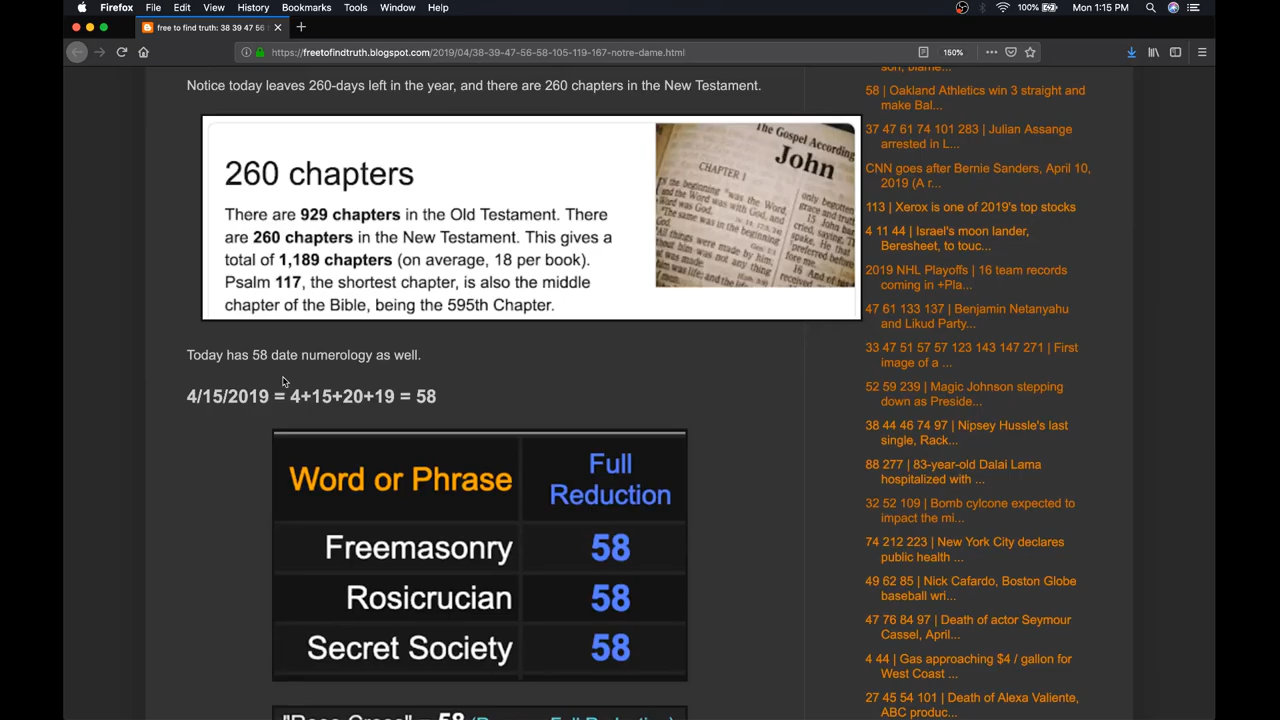 Firefox File Edit View History Bookmarks Tools Window Help 100% Mon 1:15 PM
free to find truth: 38 39 47 56
https://freetofindtruth.blogspot.com/2019/04/38-39-47-56-58-105-119-167-notre-dame.html 150%
Notice today leaves 260-days left in the year, and there are 260 chapters in the New Testament.
260 chapters
There are 929 chapters in the Old Testament. There
are 260 chapters in the New Testament. This gives a
total of 1,189 chapters (on average, 18 per book).
Psalm 117, the shortest chapter, is also the middle
chapter of the Bible, being the 595th Chapter.
The Gospel According
John
CHAPTER 1
Today has 58 date numerology as well.
4/15/2019 = 4+15+20+19 = 58
Word or Phrase Full
Reduction
Freemasonry 58
Rosicrucian 58
Secret Society 58
son, blame...
58 | Oakland Athletics win 3 straight and
make Bal...
37 47 61 74 101 283 | Julian Assange
arrested in L...
CNN goes after Bernie Sanders, April 10,
2019 (A r...
113 | Xerox is one of 2019's top stocks
4 11 44 | Israel's moon lander,
Beresheet, to touc...
2019 NHL Playoffs | 16 team records
coming in +Pla...
47 61 133 137 | Benjamin Netanyahu
and Likud Party...
33 47 51 57 57 123 143 147 271 | First
image of a ...
52 59 239 | Magic Johnson stepping
down as Preside...
38 44 46 74 97 | Nipsey Hussle's last
single, Rack...
88 277 | 83-year-old Dalai Lama
hospitalized with ...
32 52 109 | Bomb cylcone expected to
impact the mi...
74 212 223 | New York City declares
public health ...
49 62 85 | Nick Cafardo, Boston Globe
baseball wri...
47 76 84 97 | Death of actor Seymour
Cassel, April...
4 44 | Gas approaching $4 / gallon for
West Coast ...
27 45 54 101 | Death of Alexa Valiente,
ABC produc...